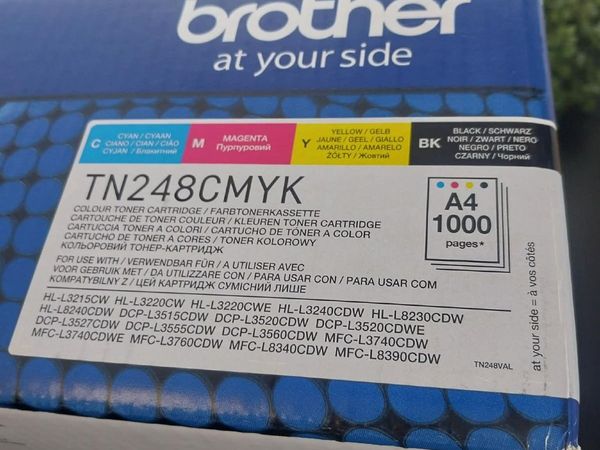 brother
at your side
C
CYAN / CYAAN
CIANO / CIAN / CIÃO
CYJAN / Блакитний
M
MAGENTA
Пурпуровий
Y
YELLOW / GELB
JAUNE / GEEL / GIALLO
AMARILLO / AMARELO
ŻÓŁTY / Жовтий
BK
BLACK / SCHWARZ
NOIR / ZWART / NERO
NEGRO / PRETO
CZARNY / Чорний
TN248CMYK
COLOUR TONER CARTRIDGE / FARBTONERKASSETTE
CARTOUCHE DE TONER COULEUR / KLEUREN TONER CARTRIDGE
CARTUCCIA TONER A COLORI / CARTUCHO DE TONER A COLOR
CARTUCHO DE TONER A CORES / TONER KOLOROWY
КОЛЬОРОВИЙ ТОНЕР-КАРТРИДЖ
A4
1000
pages*
FOR USE WITH / VERWENDBAR FÜR / A UTILISER AVEC
VOOR GEBRUIK MET / DA UTILIZZARE CON / PARA USAR CON / PARA USAR COM
KOMPATYBILNY Z / ЦЕЙ КАРТРИДЖ СУМІСНИЙ ЛИШЕ
HL-L3215CW HL-L3220CW HL-L3220CWE HL-L3240CDW HL-L8230CDW
HL-L8240CDW DCP-L3515CDW DCP-L3520CDW DCP-L3520CDWE
DCP-L3527CDW DCP-L3555CDW DCP-L3560CDW MFC-L3740CDW
MFC-L3740CDWE MFC-L3760CDW MFC-L8340CDW MFC-L8390CDW
TN248VAL
at your side = à vos côtés